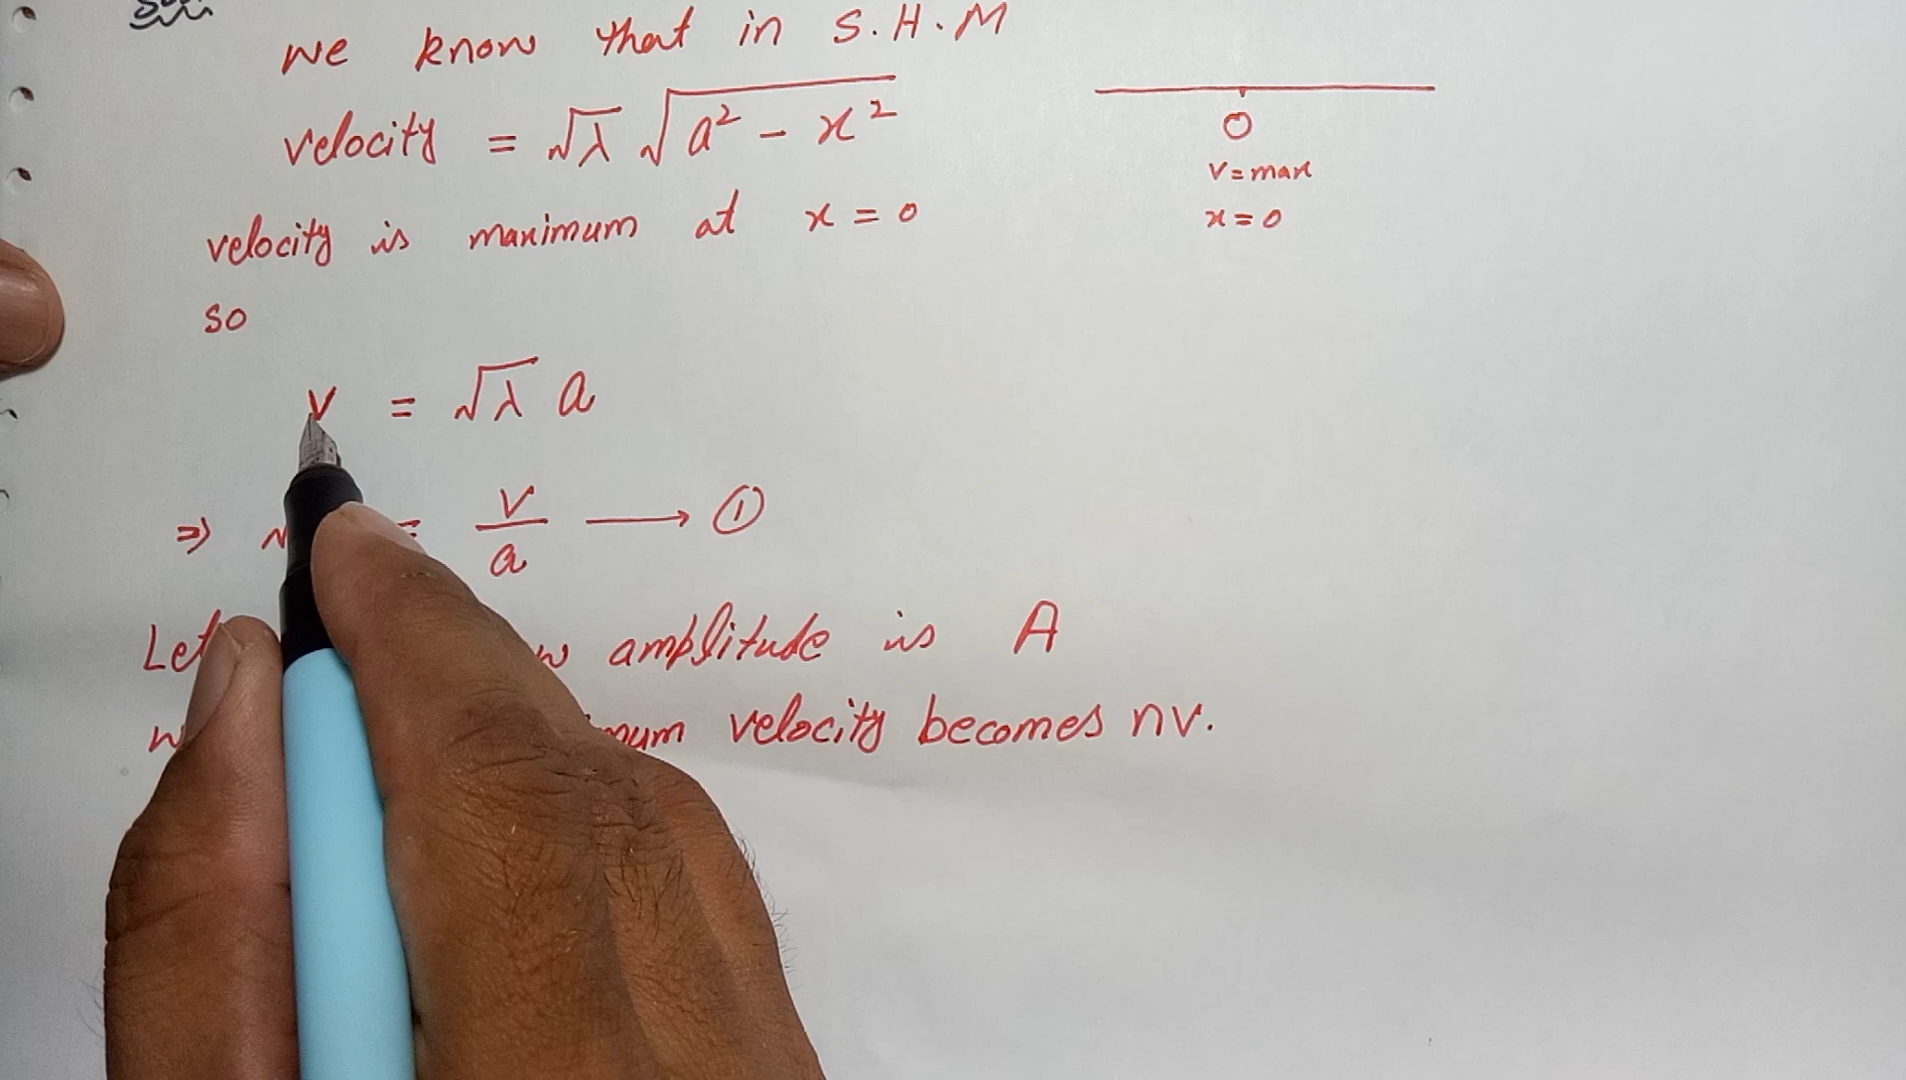 we know that in S.H.M
velocity = √λ √(a² - x²)
O
v = max
x = 0
velocity is maximum at x = 0
so
v = √λ a
⇒ = v/a → ①
Let amplitude is A
velocity becomes nv.